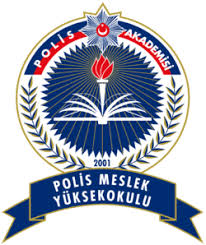 POLİS AKADEMİSİ
2001
POLİS MESLEK
YÜKSEKOKULU